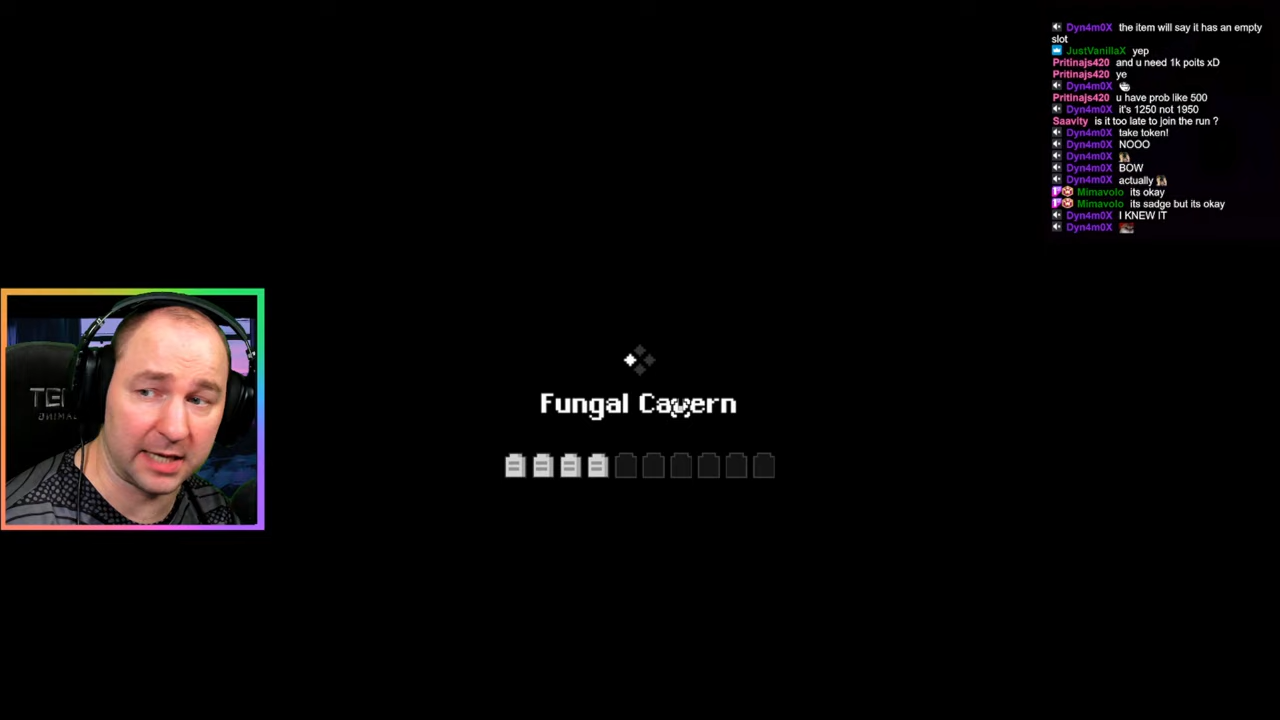 Dyn4m0X the item will say it has an empty
slot
JustVanillaX yep
Pritinajs420 and u need 1k poits xD
Pritinajs420 ye
Dyn4m0X
Pritinajs420 u have prob like 500
Dyn4m0X it's 1250 not 1950
Saavity is it too late to join the run ?
Dyn4m0X take token!
Dyn4m0X NOOO
Dyn4m0X
Dyn4m0X BOW
Dyn4m0X actually
Mimavolo its okay
Mimavolo its sadge but its okay
Dyn4m0X I KNEW IT
Dyn4m0X
Fungal Cavern